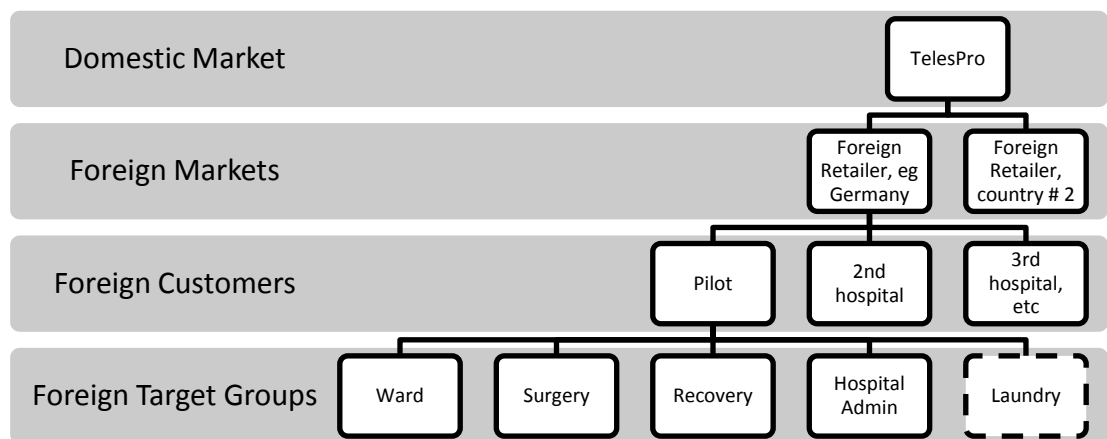 Domestic Market
TelesPro
Foreign Markets
Foreign
Retailer, eg
Germany
Foreign
Retailer,
country # 2
Foreign Customers
Pilot
2nd
hospital
3rd
hospital,
etc
Foreign Target Groups
Ward
Surgery
Recovery
Hospital
Admin
Laundry